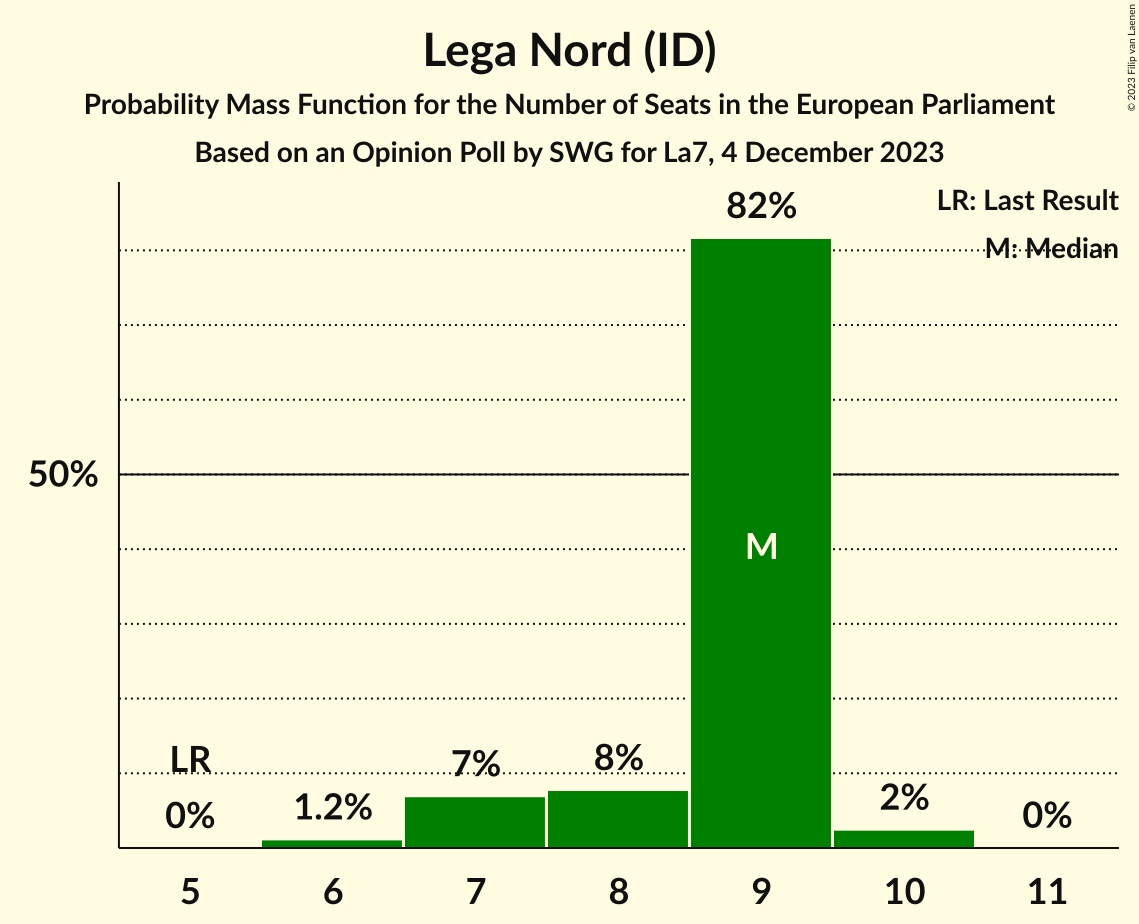 Lega Nord (ID)
Probability Mass Function for the Number of Seats in the European Parliament
Based on an Opinion Poll by SWG for La7, 4 December 2023
© 2023 Filip van Laenen
LR: Last Result
M: Median
82%
50%
M
LR
0%
1.2%
7%
8%
2%
0%
5 6 7 8 9 10 11